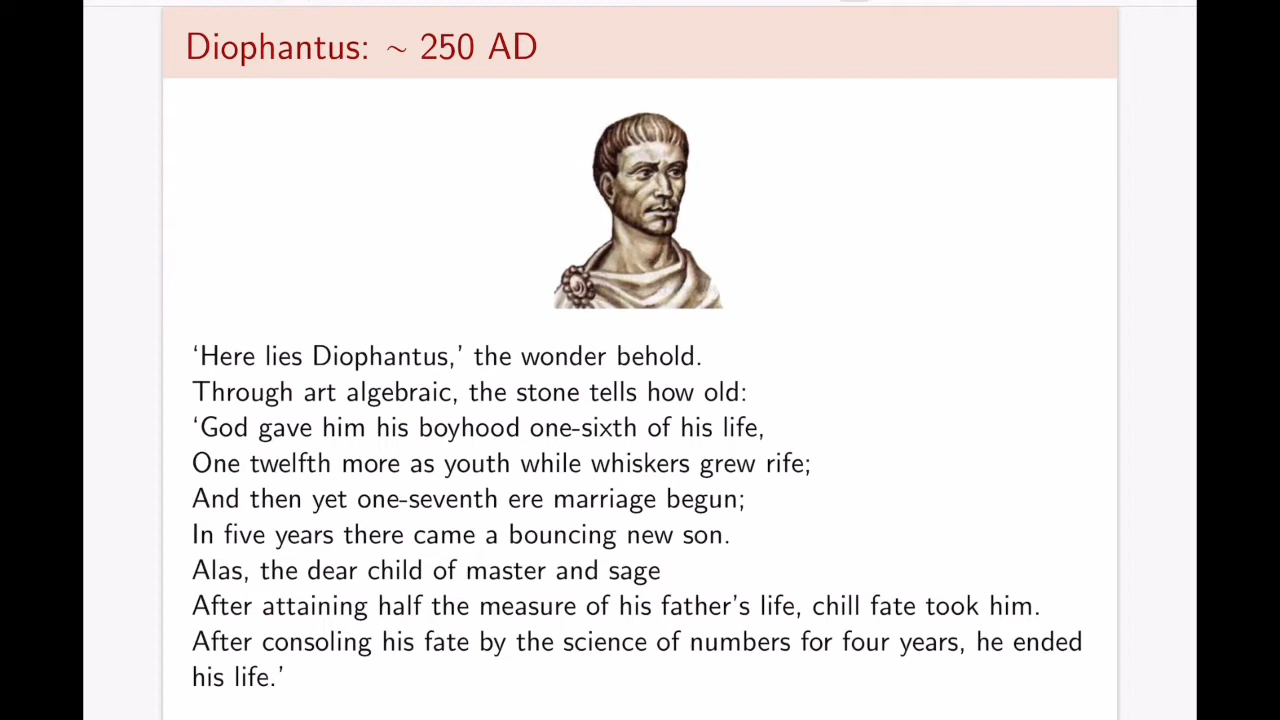 Diophantus: ∼ 250 AD
‘Here lies Diophantus,’ the wonder behold.
Through art algebraic, the stone tells how old:
‘God gave him his boyhood one-sixth of his life,
One twelfth more as youth while whiskers grew rife;
And then yet one-seventh ere marriage begun;
In five years there came a bouncing new son.
Alas, the dear child of master and sage
After attaining half the measure of his father’s life, chill fate took him.
After consoling his fate by the science of numbers for four years, he ended
his life.’